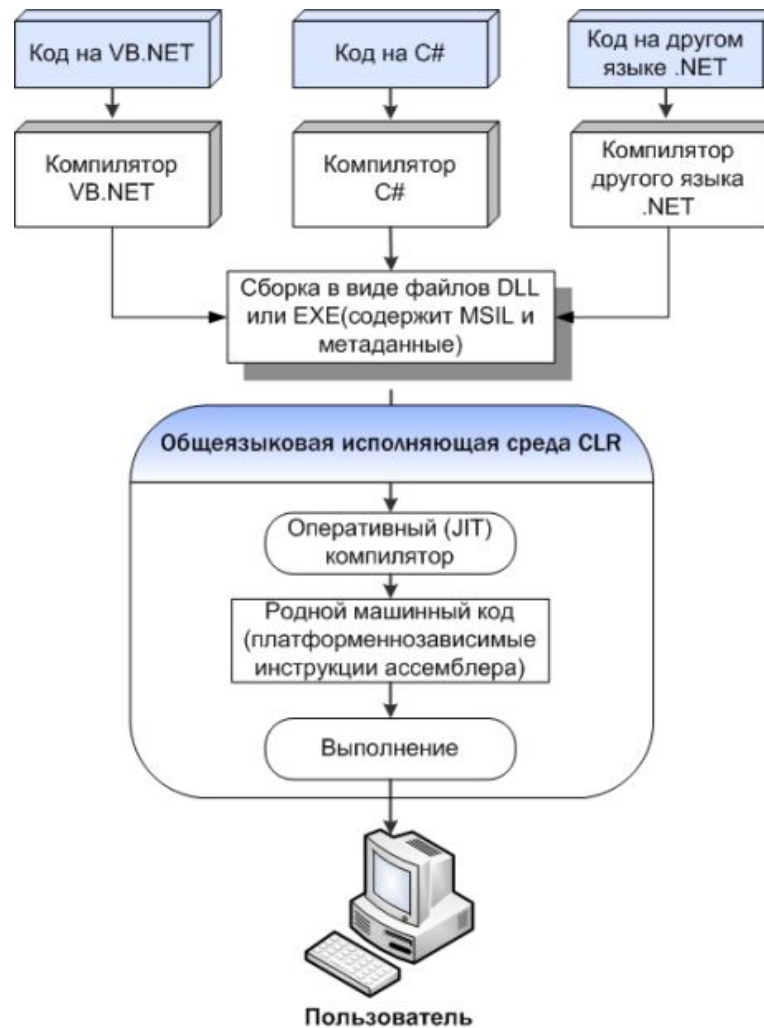 Код на VB.NET
Код на C#
Код на другом
языке .NET
Компилятор
VB.NET
Компилятор
C#
Компилятор
другого языка
.NET
Сборка в виде файлов DLL
или EXE(содержит MSIL и
метаданные)
Общеязыковая исполняющая среда CLR
Оперативный (JIT)
компилятор
Родной машинный код
(платформеннозависимые
инструкции ассемблера)
Выполнение
Пользователь